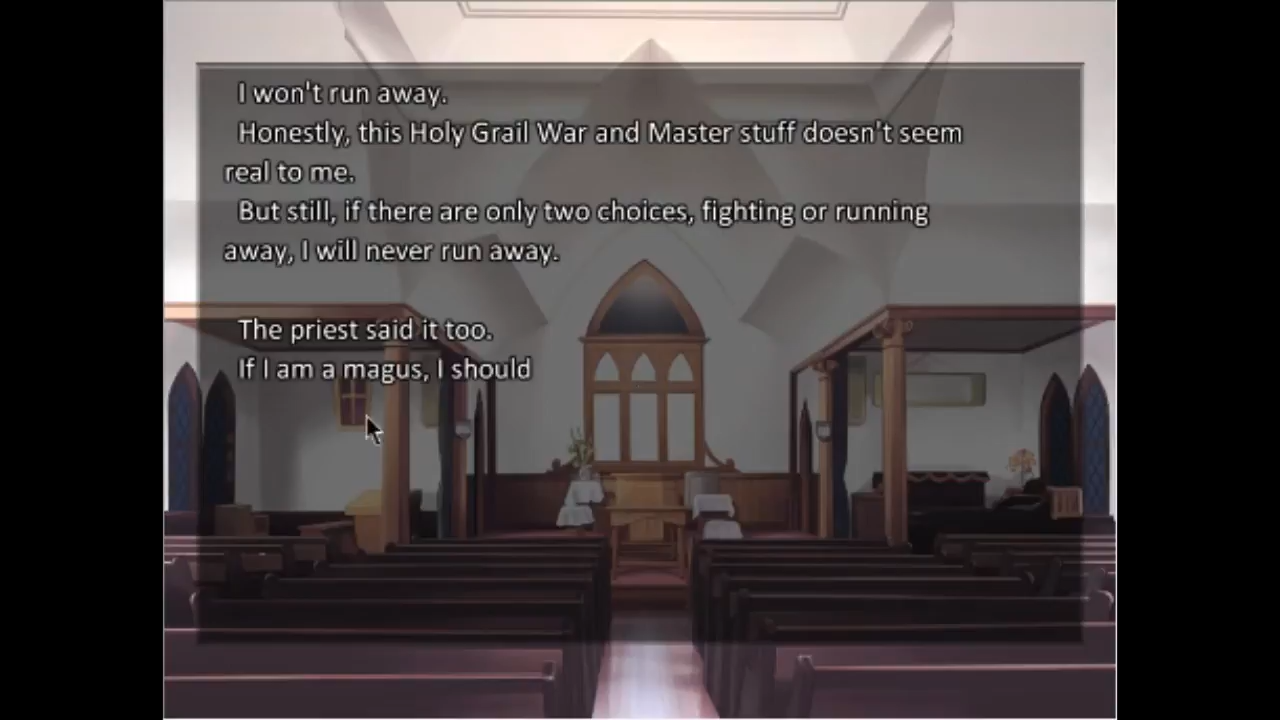 I won't run away.
Honestly, this Holy Grail War and Master stuff doesn't seem
real to me.
But still, if there are only two choices, fighting or running
away, I will never run away.
The priest said it too.
If I am a magus, I should